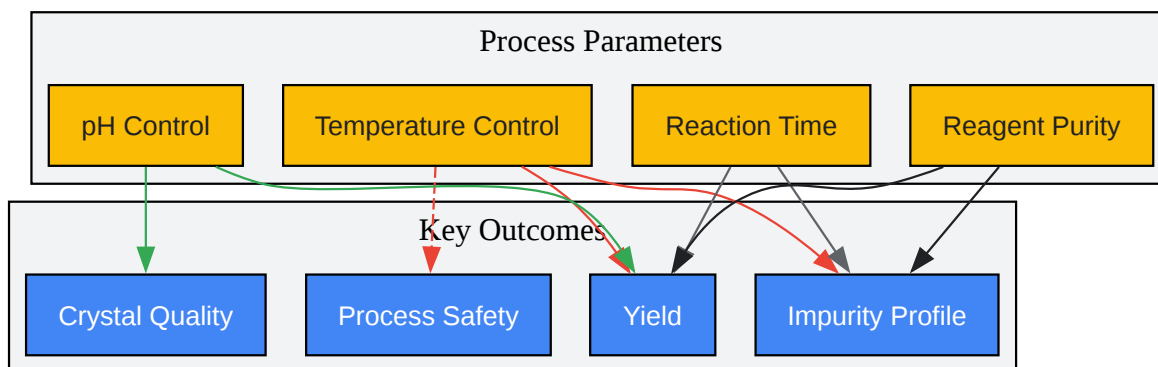 Process Parameters
pH Control
Temperature Control
Reaction Time
Reagent Purity
Key Outcomes
Crystal Quality
Process Safety
Yield
Impurity Profile